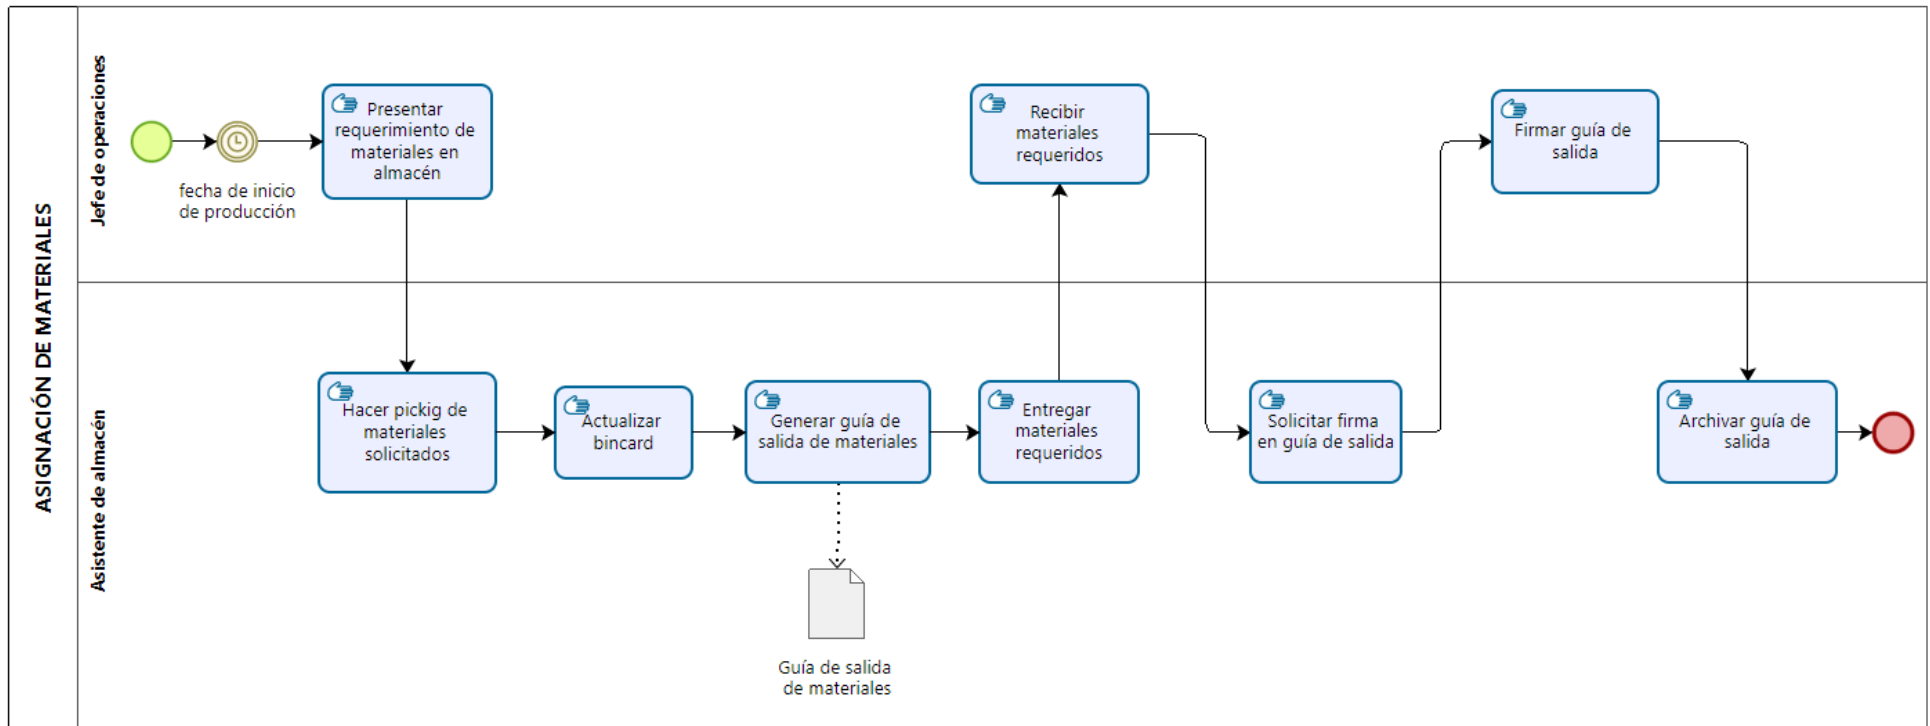 ASIGNACIÓN DE MATERIALES
Jefe de operaciones
fecha de inicio
de producción
Presentar
requerimiento de
materiales en
almacén
Recibir
materiales
requeridos
Firmar guía de
salida
Asistente de almacén
Hacer pickig de
materiales
solicitados
Actualizar
bincard
Generar guía de
salida de materiales
Entregar
materiales
requeridos
Solicitar firma
en guía de salida
Archivar guía de
salida
Guía de salida
de materiales